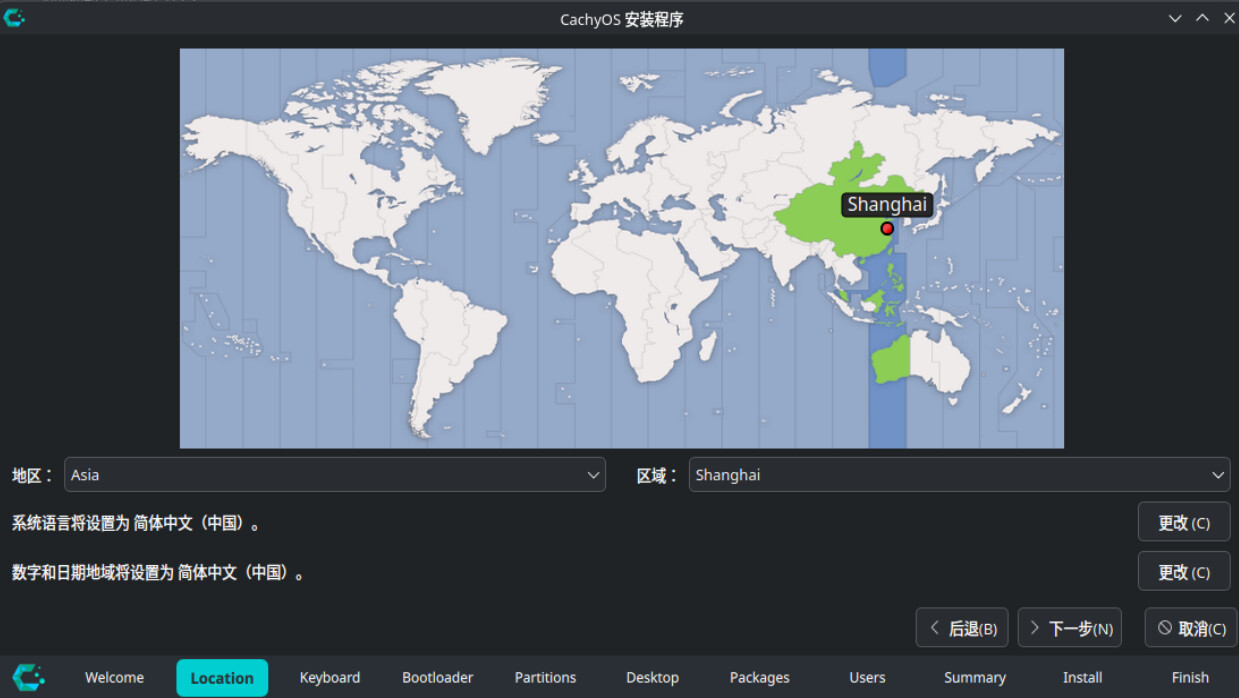 CachyOS 安装程序
Shanghai
地区： Asia 区域： Shanghai
系统语言将设置为 简体中文（中国）。 更改 (C)
数字和日期地域将设置为 简体中文（中国）。 更改 (C)
后退(B) 下一步(N) 取消(C)
Welcome Location Keyboard Bootloader Partitions Desktop Packages Users Summary Install Finish